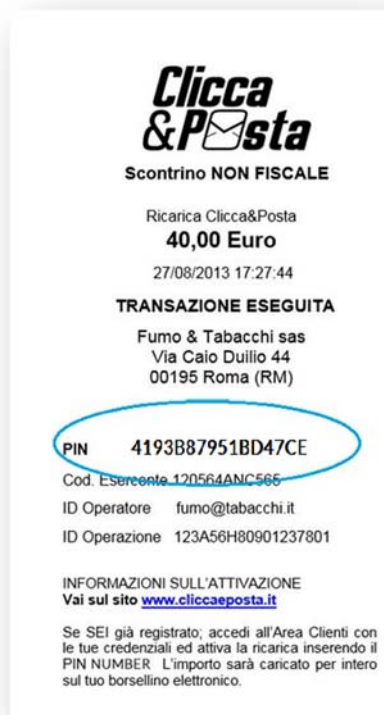 Clicca
&Posta
Scontrino NON FISCALE
Ricarica Clicca&Posta
40,00 Euro
27/08/2013 17:27:44
TRANSAZIONE ESEGUITA
Fumo & Tabacchi sas
Via Caio Duilio 44
00195 Roma (RM)
PIN 4193B87951BD47CE
Cod. Esercente 120564ANC565
ID Operatore fumo@tabacchi.it
ID Operazione 123A56H80901237801
INFORMAZIONI SULL'ATTIVAZIONE
Vai sul sito www.cliccaeposta.it
Se SEI già registrato; accedi all'Area Clienti con
le tue credenziali ed attiva la ricarica inserendo il
PIN NUMBER L'importo sarà caricato per intero
sul tuo borsellino elettronico.